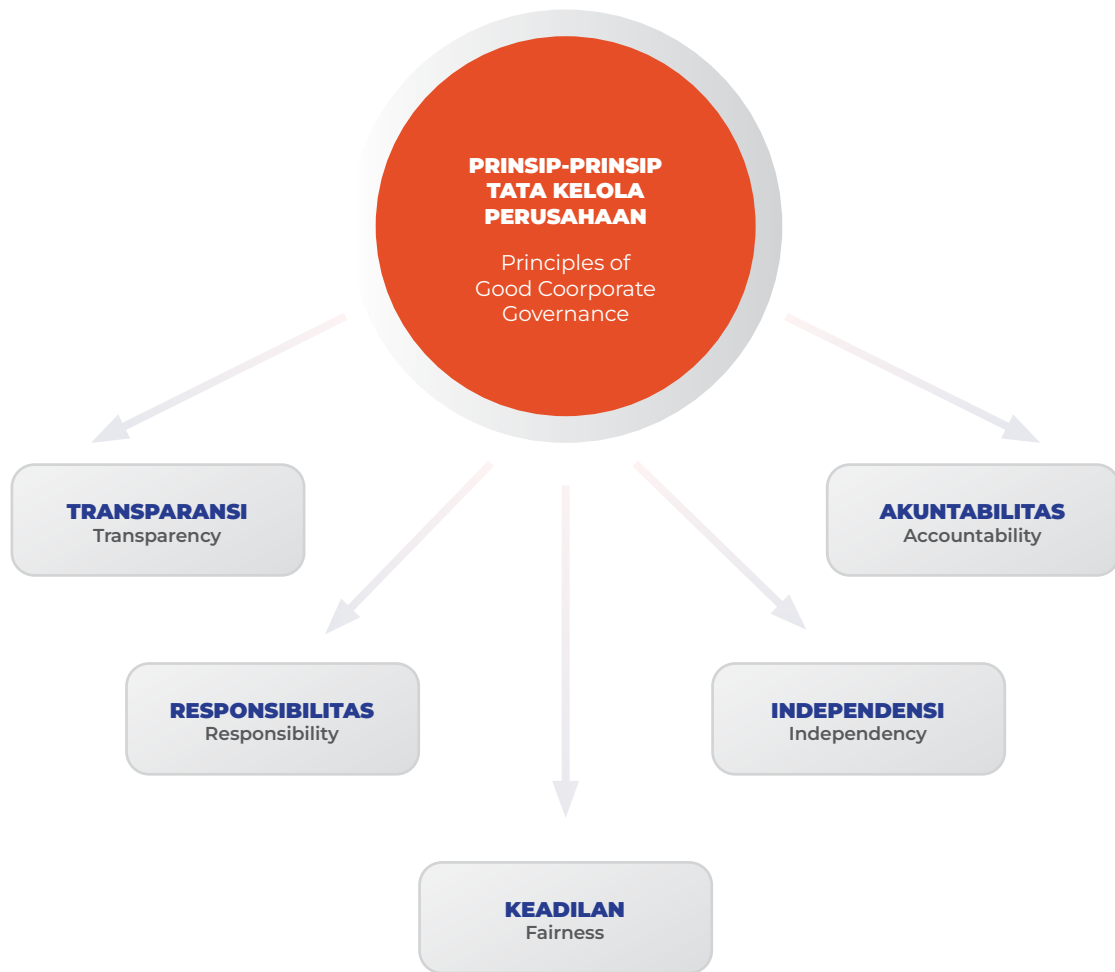 PRINSIP-PRINSIP
TATA KELOLA
PERUSAHAAN
Principles of
Good Coorporate
Governance
TRANSPARANSI
Transparency
AKUNTABILITAS
Accountability
RESPONSIBILITAS
Responsibility
INDEPENDENSI
Independency
KEADILAN
Fairness